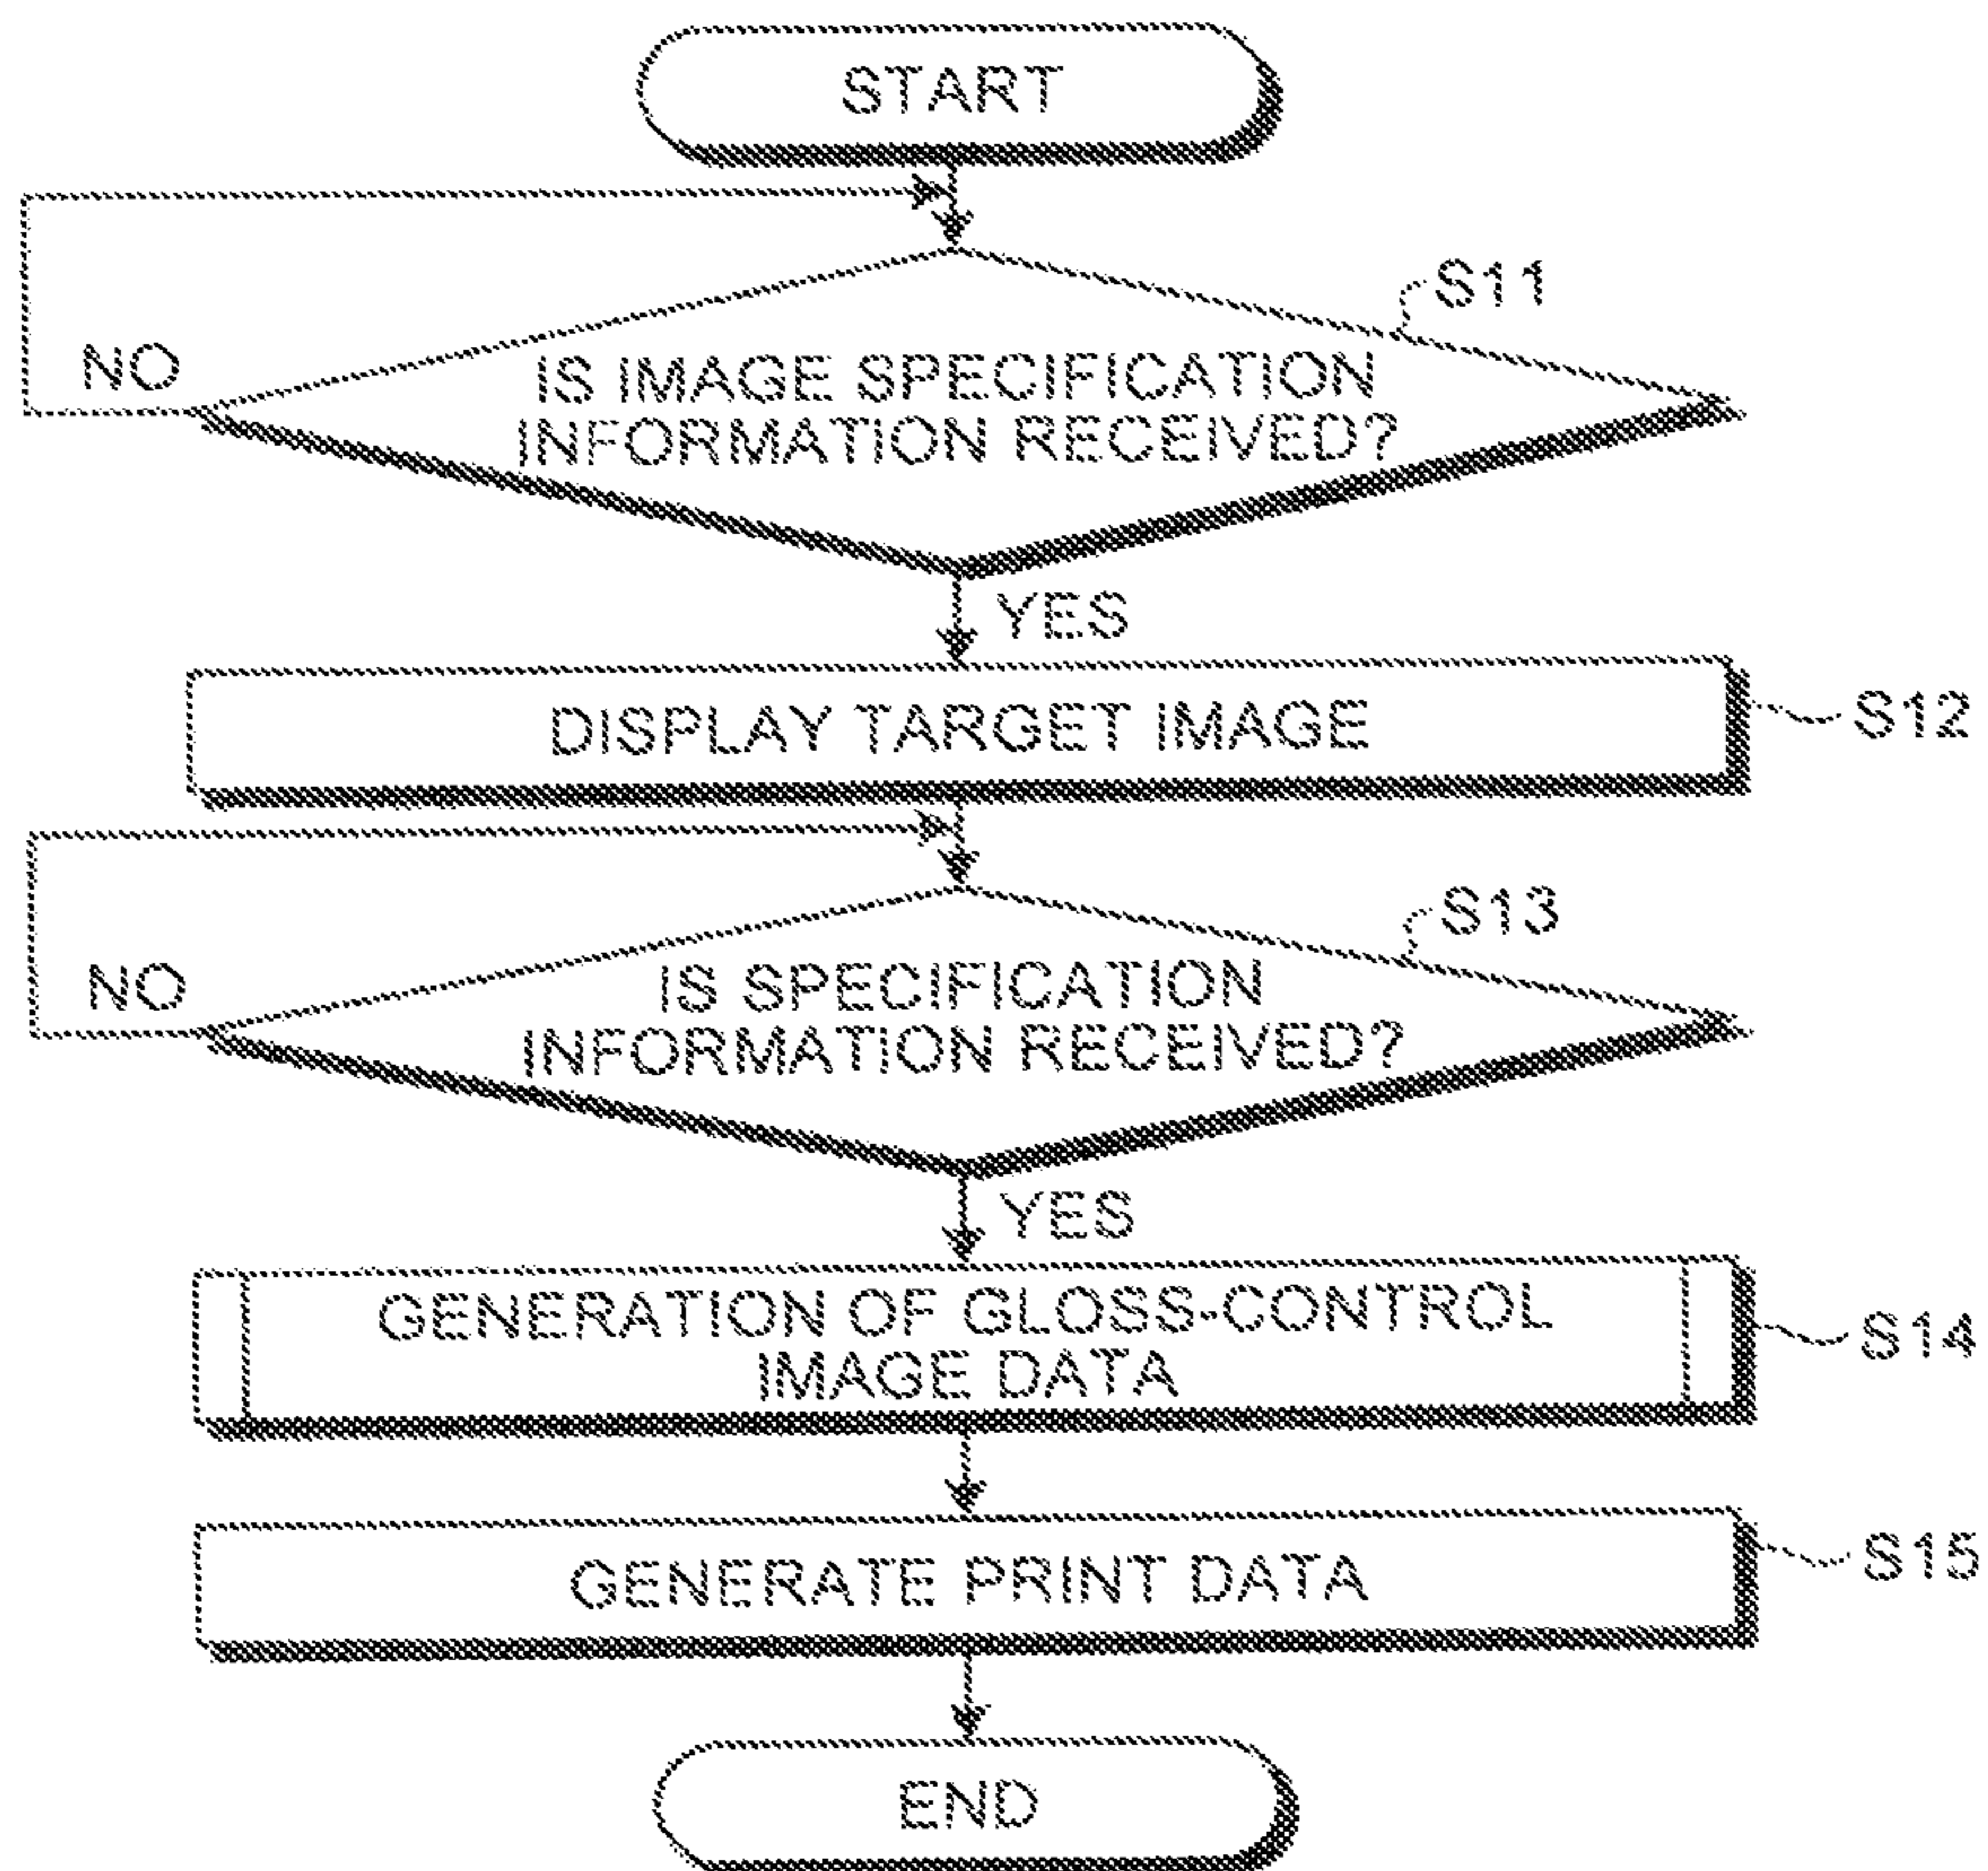 START
S11
NO
IS IMAGE SPECIFICATION
INFORMATION RECEIVED?
YES
DISPLAY TARGET IMAGE
S12
S13
NO
IS SPECIFICATION
INFORMATION RECEIVED?
YES
GENERATION OF GLOSS-CONTROL
IMAGE DATA
S14
GENERATE PRINT DATA
S15
END